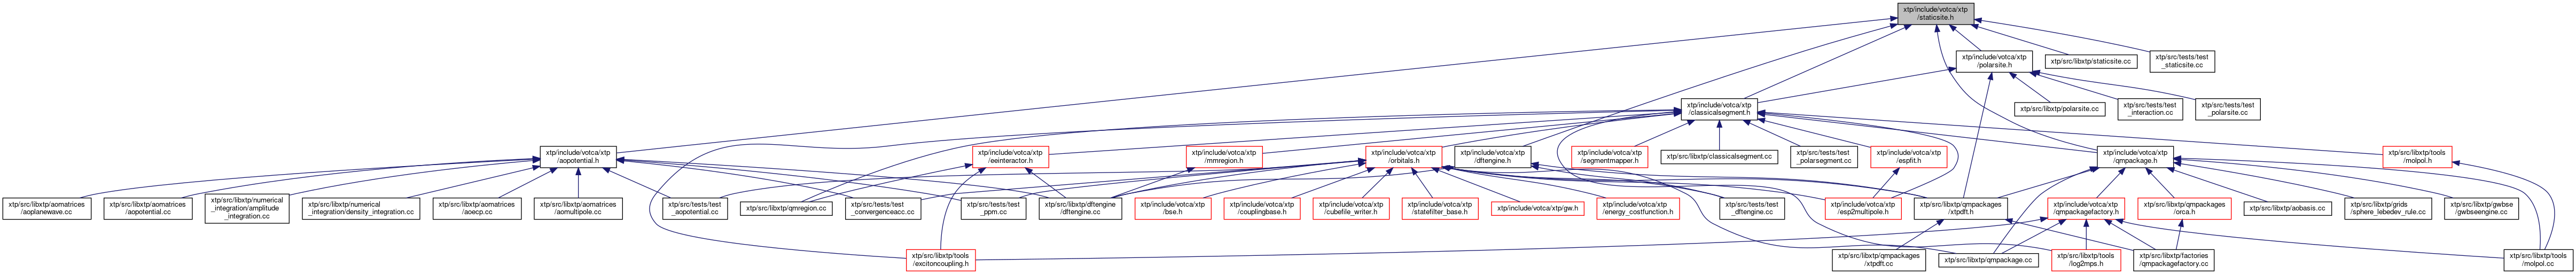 xtp/include/votca/xtp
/staticsite.h
xtp/include/votca/xtp
/polarsite.h
xtp/src/libxtp/staticsite.cc
xtp/src/tests/test
_staticsite.cc
xtp/include/votca/xtp
/classicalsegment.h
xtp/src/libxtp/polarsite.cc
xtp/src/tests/test
_interaction.cc
xtp/src/tests/test
_polarsite.cc
xtp/include/votca/xtp
/aopotential.h
xtp/include/votca/xtp
/eeinteractor.h
xtp/include/votca/xtp
/mmregion.h
xtp/include/votca/xtp
/orbitals.h
xtp/include/votca/xtp
/dftengine.h
xtp/include/votca/xtp
/segmentmapper.h
xtp/src/libxtp/classicalsegment.cc
xtp/src/tests/test
_polarsegment.cc
xtp/include/votca/xtp
/espfit.h
xtp/include/votca/xtp
/qmpackage.h
xtp/src/libxtp/tools
/molpol.h
xtp/src/libxtp/aomatrices
/aoplanewave.cc
xtp/src/libxtp/aomatrices
/aopotential.cc
xtp/src/libxtp/numerical
_integration/amplitude
_integration.cc
xtp/src/libxtp/numerical
_integration/density_integration.cc
xtp/src/libxtp/aomatrices
/aoecp.cc
xtp/src/libxtp/aomatrices
/aomultipole.cc
xtp/src/tests/test
_aopotential.cc
xtp/src/libxtp/qmregion.cc
xtp/src/tests/test
_convergenceacc.cc
xtp/src/tests/test
_ppm.cc
xtp/src/libxtp/dftengine
/dftengine.cc
xtp/include/votca/xtp
/bse.h
xtp/include/votca/xtp
/couplingbase.h
xtp/include/votca/xtp
/cubefile_writer.h
xtp/include/votca/xtp
/statefilter_base.h
xtp/include/votca/xtp/gw.h
xtp/include/votca/xtp
/energy_costfunction.h
xtp/src/tests/test
_dftengine.cc
xtp/include/votca/xtp
/esp2multipole.h
xtp/src/libxtp/qmpackages
/xtpdft.h
xtp/include/votca/xtp
/qmpackagefactory.h
xtp/src/libxtp/qmpackages
/orca.h
xtp/src/libxtp/aobasis.cc
xtp/src/libxtp/grids
/sphere_lebedev_rule.cc
xtp/src/libxtp/gwbse
/gwbseengine.cc
xtp/src/libxtp/tools
/excitoncoupling.h
xtp/src/libxtp/qmpackages
/xtpdft.cc
xtp/src/libxtp/qmpackage.cc
xtp/src/libxtp/tools
/log2mps.h
xtp/src/libxtp/factories
/qmpackagefactory.cc
xtp/src/libxtp/tools
/molpol.cc